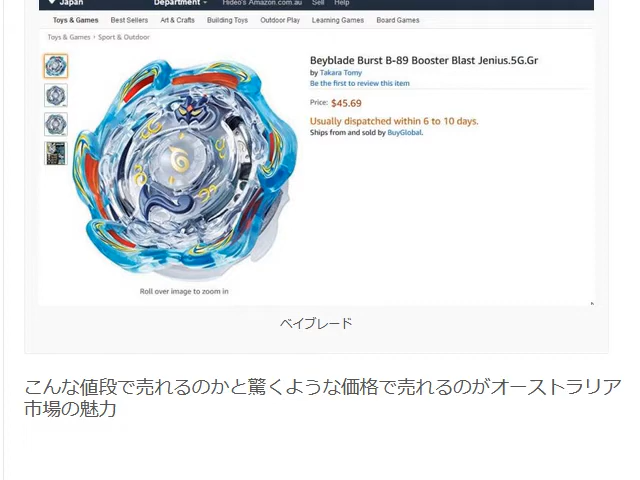 Japan Department Hideo's Amazon.com.au Sell Help
Toys & Games Best Sellers Art & Crafts Building Toys Outdoor Play Learning Games Board Games
Toys & Games › Sport & Outdoor
Beyblade Burst B-89 Booster Blast Jenius.5G.Gr
by Takara Tomy
Be the first to review this item
Price: $45.69
Usually dispatched within 6 to 10 days.
Ships from and sold by BuyGlobal.
Roll over image to zoom in
ベイブレード
こんな値段で売れるのかと驚くような価格で売れるのがオーストラリア
市場の魅力